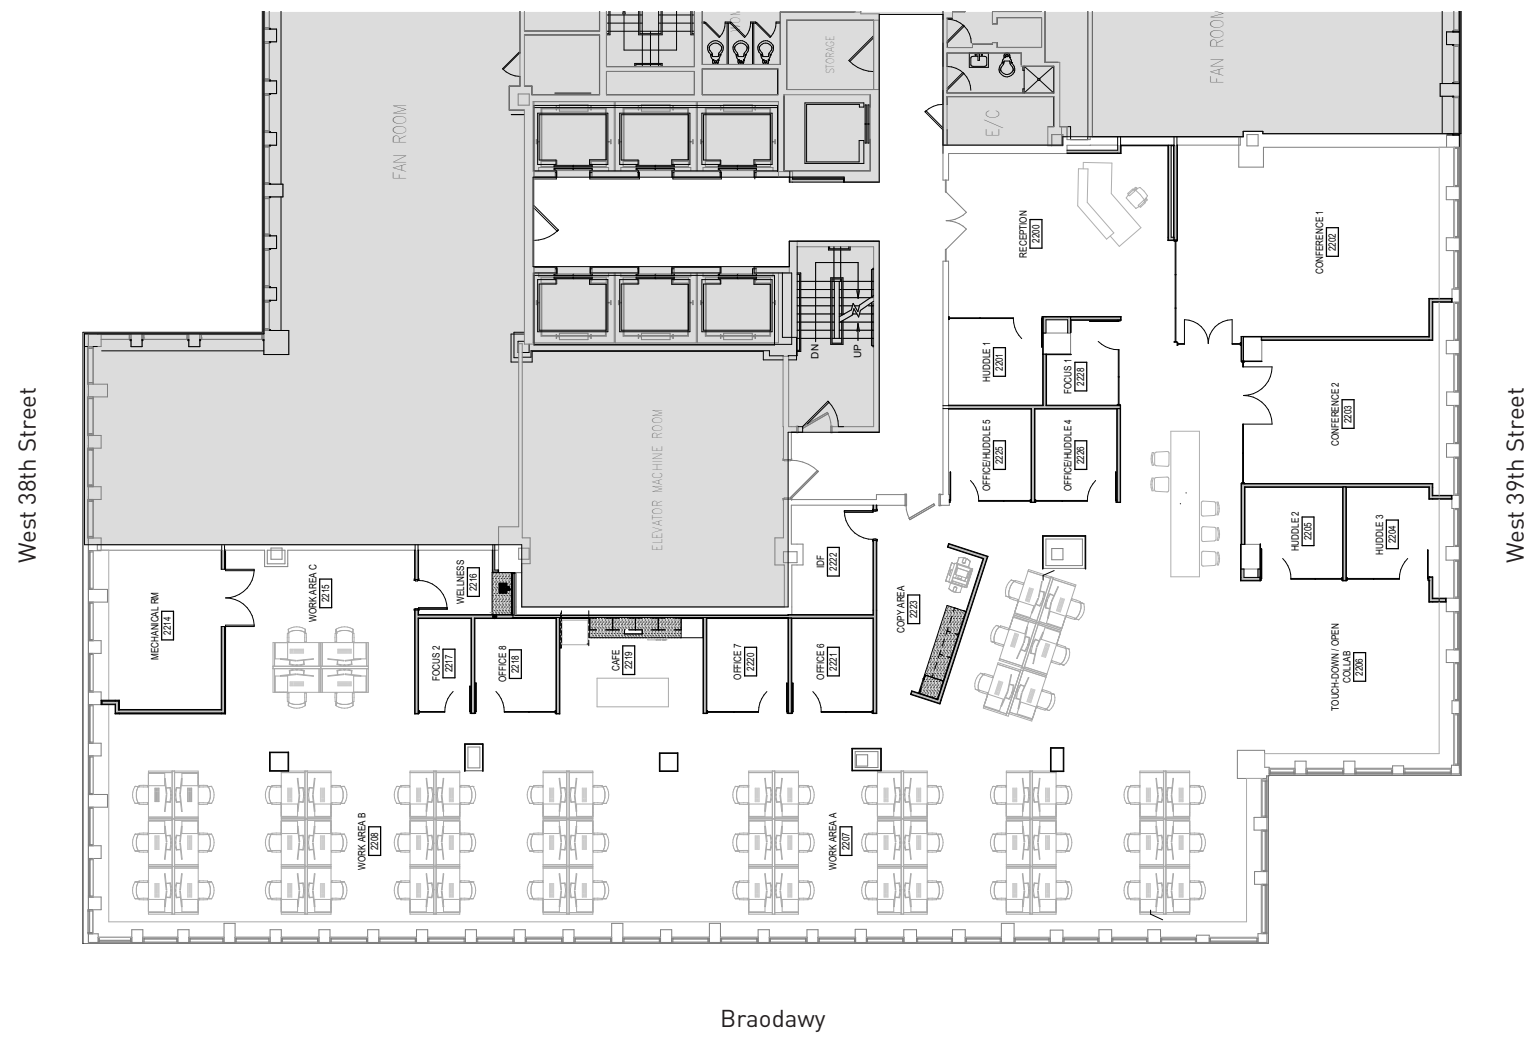 FAN ROOM
FAN ROOM
STORAGE
E/C
RECEPTION
2200
CONFERENCE 1
2202
DN
UP
HUDDLE 1
2201
FOCUS 1
2228
CONFERENCE 2
2203
OFFICE/HUDDLE 5
2225
OFFICE/HUDDLE 4
2226
ELEVATOR MACHINE ROOM
HUDDLE 2
2205
HUDDLE 3
2204
West 38th Street
West 39th Street
MECHANICAL RM
2214
WORK AREA C
2215
WELLNESS
2216
IDF
2222
COPY AREA
2223
FOCUS 2
2217
OFFICE 8
2218
CAFE
2219
OFFICE 7
2220
OFFICE 6
2221
TOUCH-DOWN / OPEN
COLLAB
2206
WORK AREA B
2208
WORK AREA A
2207
Braodawy